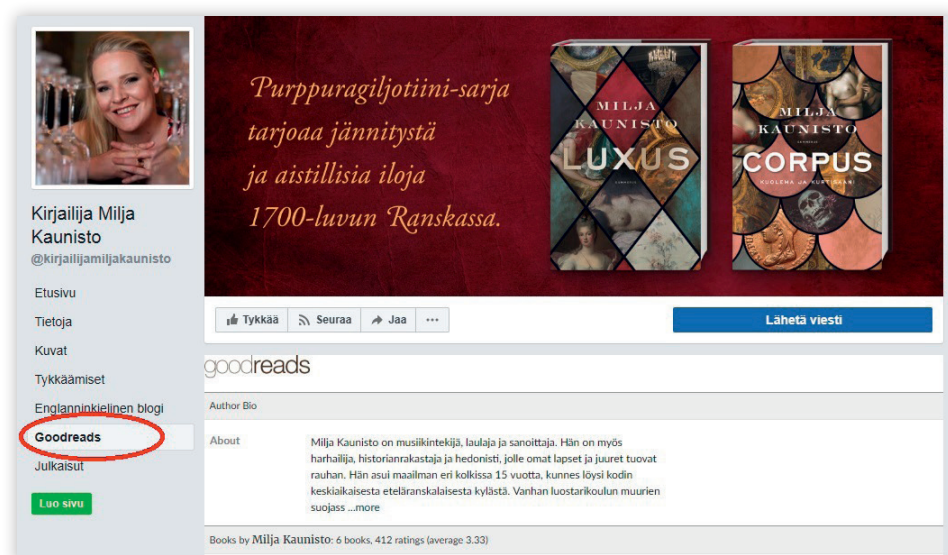 Purppuragiljotiini-sarja
tarjoaa jännitystä
ja aistillisia iloja
1700-luvun Ranskassa.
MILJA
KAUNISTO
LUXUS
MILJA
KAUNISTO
CORPUS
KUOLEMA JA KURTISAANI
Kirjailija Milja
Kaunisto
@kirjailijamiljakaunisto
Etusivu
Tietoja
Kuvat
Tykkäämiset
Englanninkielinen blogi
Goodreads
Julkaisut
Luo sivu
Tykkää
Seuraa
Jaa
Lähetä viesti
goodreads
Author Bio
About
Milja Kaunisto on musiikintekijä, laulaja ja sanoittaja. Hän on myös
harhailija, historianrakastaja ja hedonisti, jolle omat lapset ja juuret tuovat
rauhan. Hän asui maailman eri kolkissa 15 vuotta, kunnes löysi kodin
keskiaikaisesta eteläranskalaisesta kylästä. Vanhan luostarikoulun muurien
suojass ...more
Books by Milja Kaunisto: 6 books, 412 ratings (average 3.33)